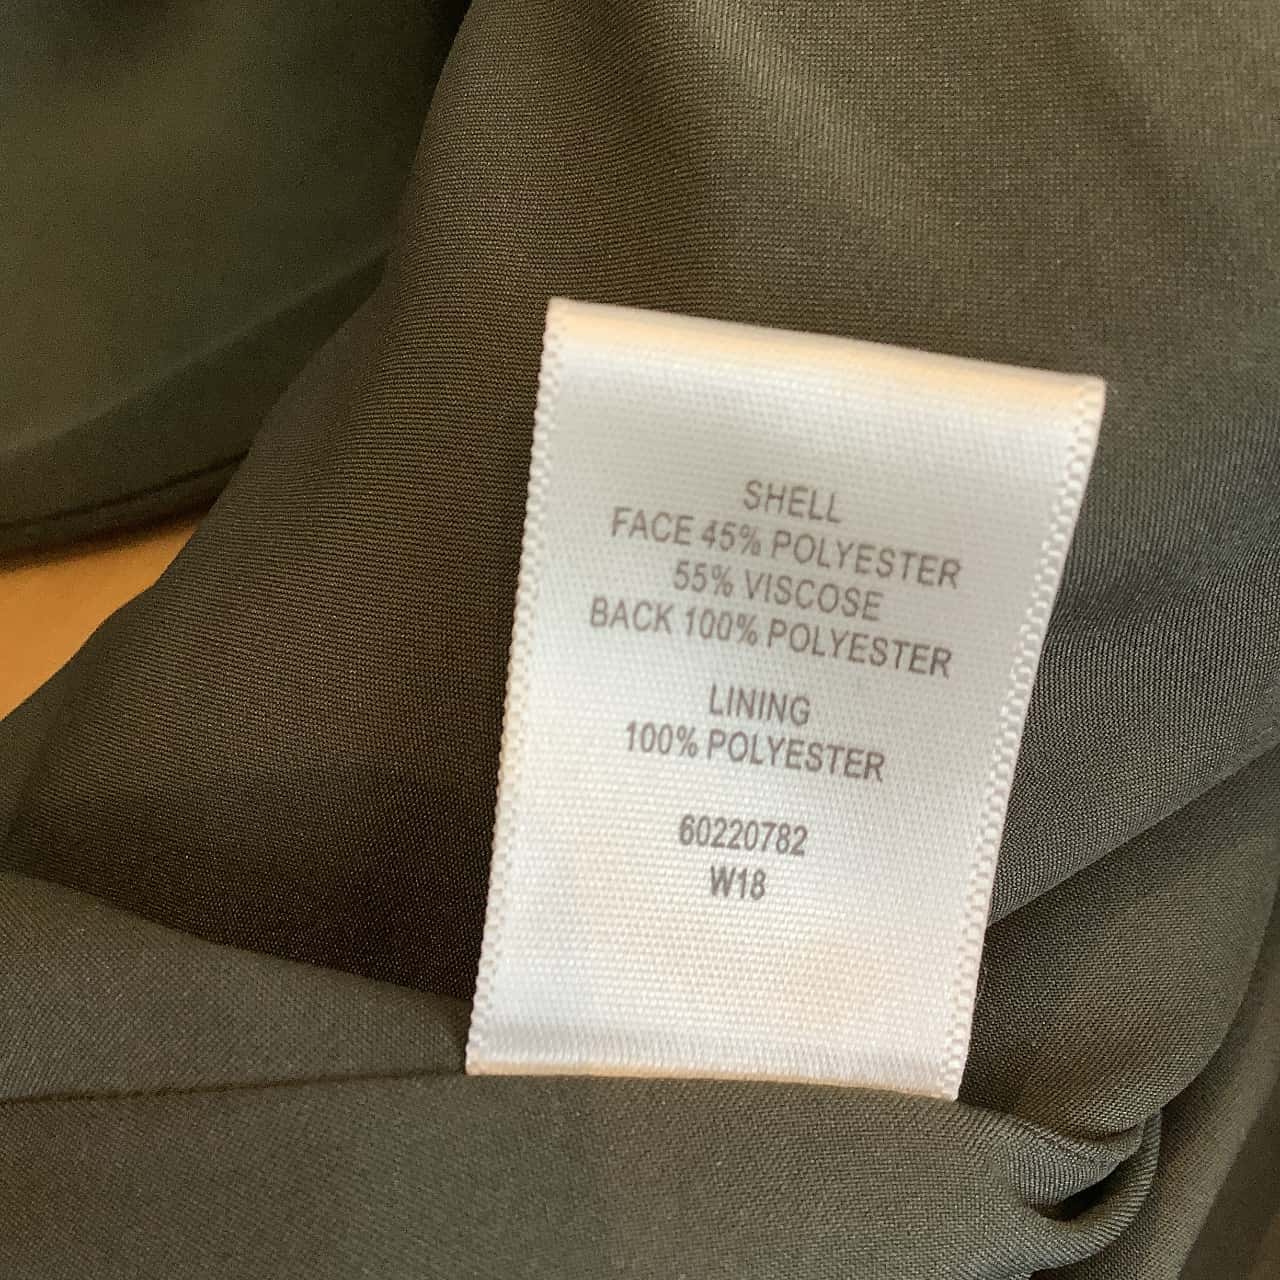 SHELL
FACE 45% POLYESTER
55% VISCOSE
BACK 100% POLYESTER
LINING
100% POLYESTER
60220782
W18